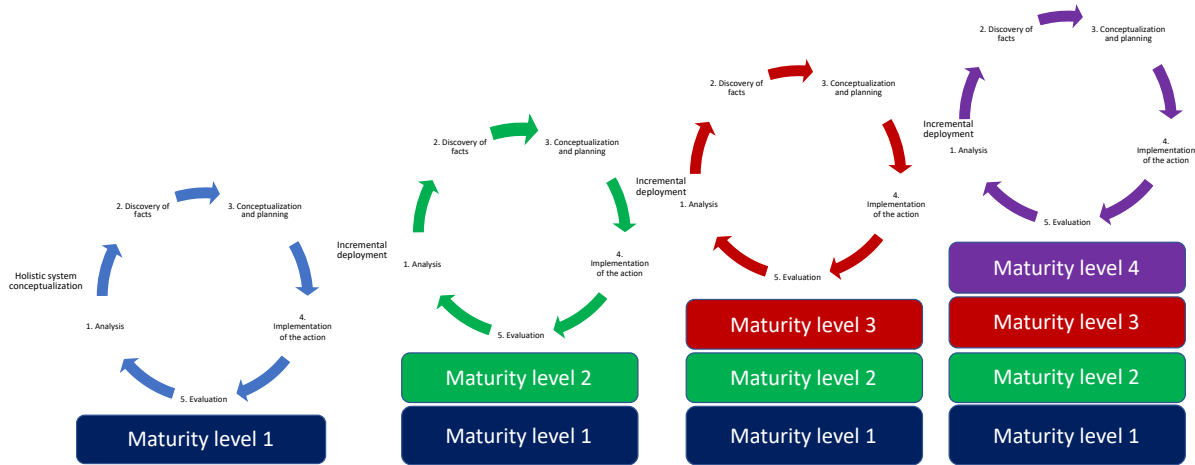 Holistic system
conceptualization
1. Analysis
2. Discovery of
facts
3. Conceptualization
and planning
4.
Implementation
of the action
5. Evaluation
Maturity level 1
Incremental
deployment
1. Analysis
2. Discovery of
facts
3. Conceptualization
and planning
4.
Implementation
of the action
5. Evaluation
Maturity level 2
Maturity level 1
Incremental
deployment
1. Analysis
2. Discovery of
facts
3. Conceptualization
and planning
4.
Implementation
of the action
5. Evaluation
Maturity level 3
Maturity level 2
Maturity level 1
Incremental
deployment
1. Analysis
2. Discovery of
facts
3. Conceptualization
and planning
4.
Implementation
of the action
5. Evaluation
Maturity level 4
Maturity level 3
Maturity level 2
Maturity level 1